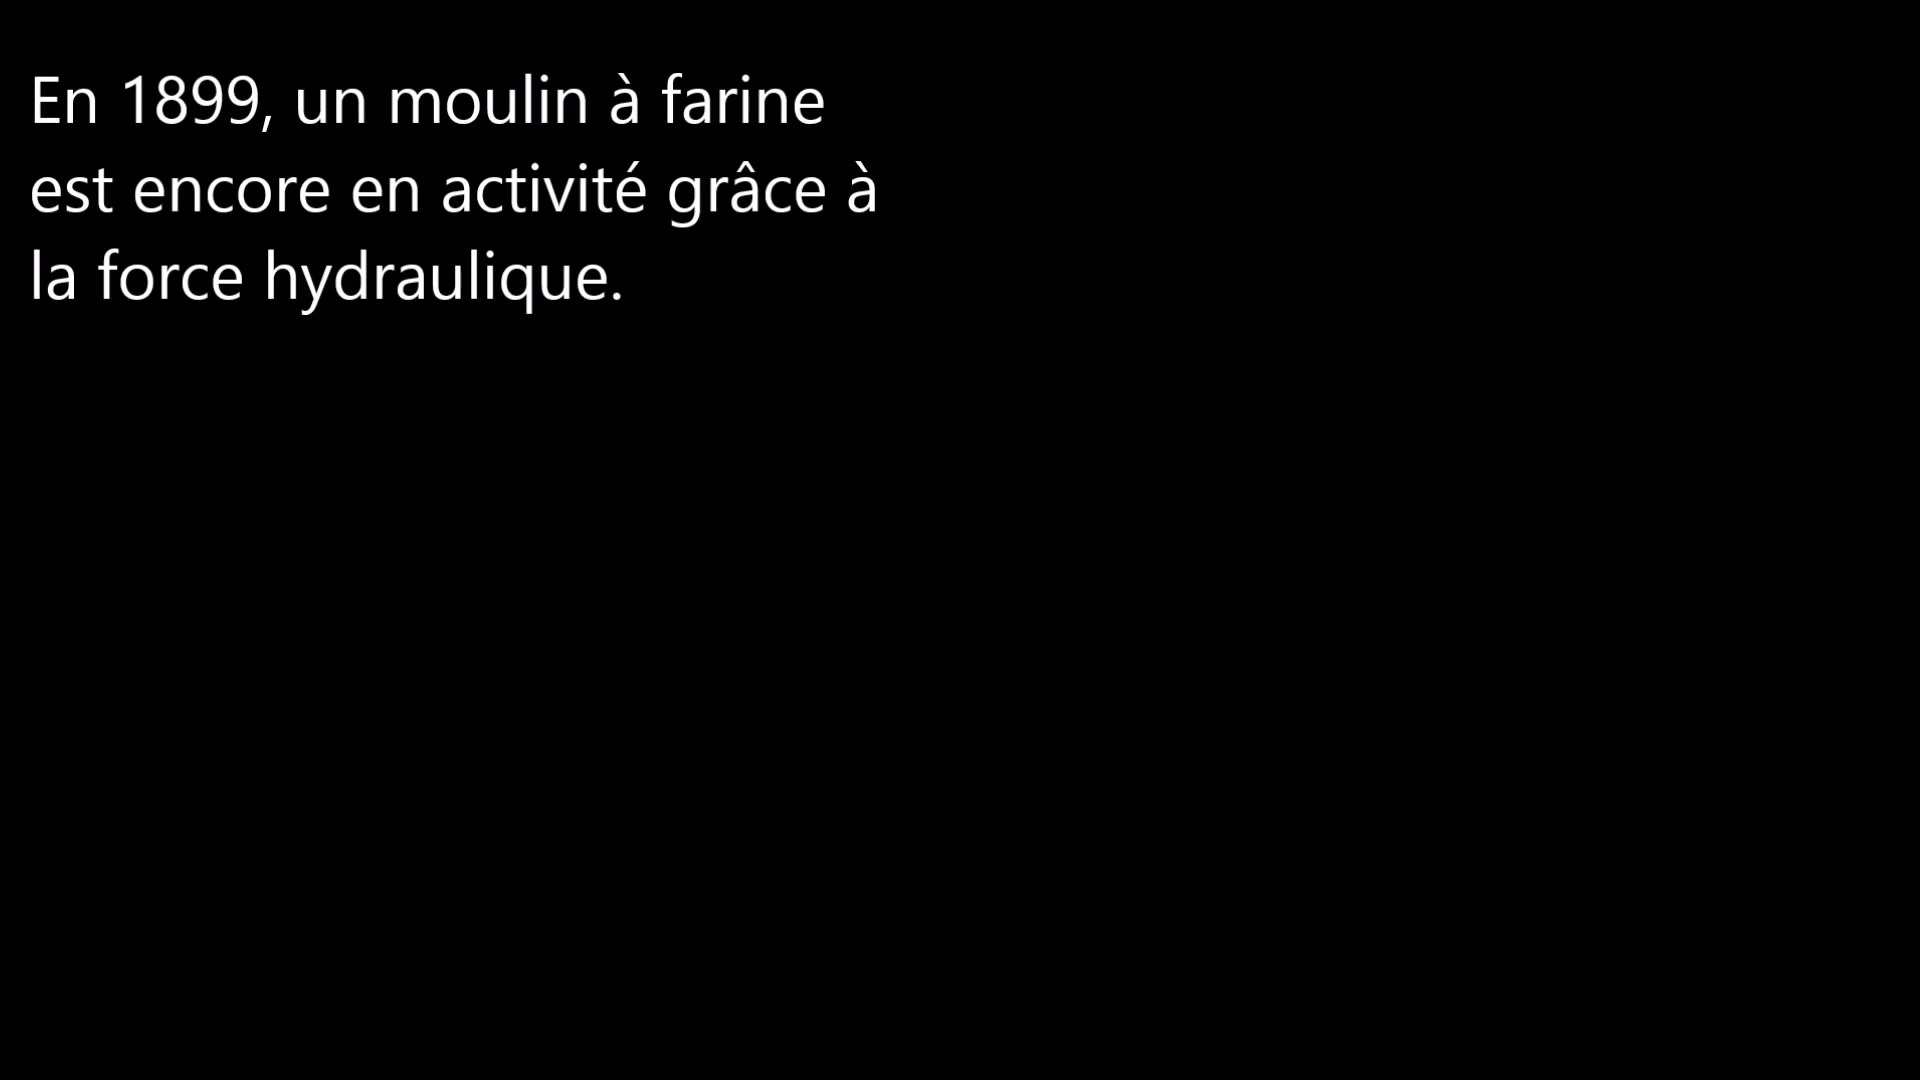 En 1899, un moulin à farine
est encore en activité grâce à
la force hydraulique.